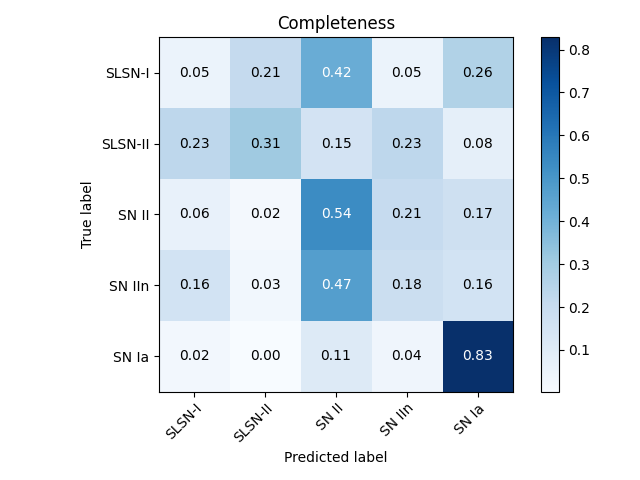 Completeness
True label
SLSN-I 0.05 0.21 0.42 0.05 0.26
SLSN-II 0.23 0.31 0.15 0.23 0.08
SN II 0.06 0.02 0.54 0.21 0.17
SN IIn 0.16 0.03 0.47 0.18 0.16
SN Ia 0.02 0.00 0.11 0.04 0.83
SLSN-I SLSN-II SN II SN IIn SN Ia
Predicted label
0.8
0.7
0.6
0.5
0.4
0.3
0.2
0.1